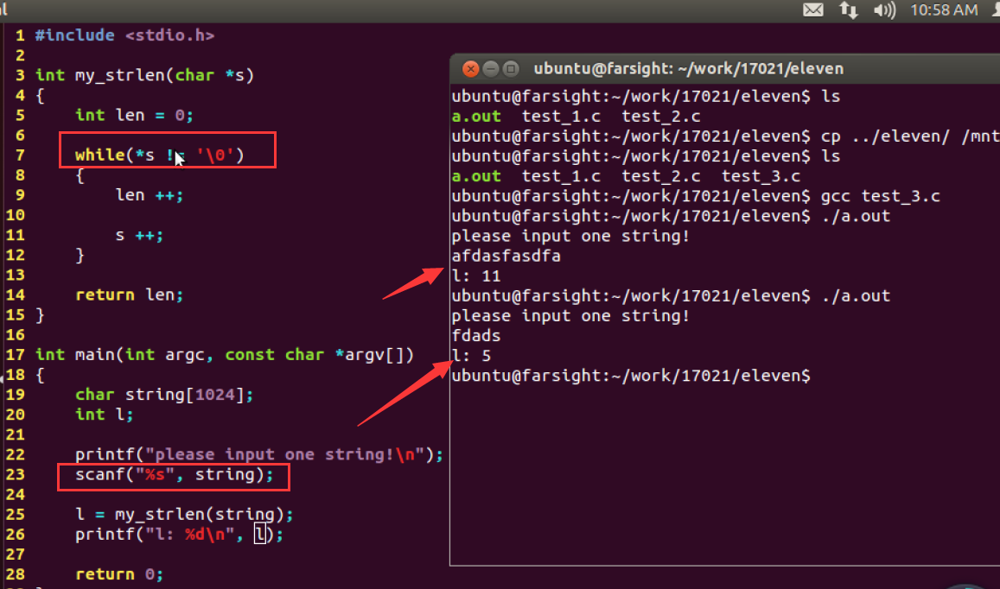 al
10:58 AM
1 #include <stdio.h>
2
3 int my_strlen(char *s)
4 {
5 int len = 0;
6
7 while(*s != '\0')
8 {
9 len ++;
10
11 s ++;
12 }
13
14 return len;
15 }
16
17 int main(int argc, const char *argv[])
18 {
19 char string[1024];
20 int l;
21
22 printf("please input one string!\n");
23 scanf("%s", string);
24
25 l = my_strlen(string);
26 printf("l: %d\n", l);
27
28 return 0;
ubuntu@farsight: ~/work/17021/eleven
ubuntu@farsight:~/work/17021/eleven$ ls
a.out test_1.c test_2.c
ubuntu@farsight:~/work/17021/eleven$ cp ../eleven/ /mnt
ubuntu@farsight:~/work/17021/eleven$ ls
a.out test_1.c test_2.c test_3.c
ubuntu@farsight:~/work/17021/eleven$ gcc test_3.c
ubuntu@farsight:~/work/17021/eleven$ ./a.out
please input one string!
afdasfasdfa
l: 11
ubuntu@farsight:~/work/17021/eleven$ ./a.out
please input one string!
fdads
l: 5
ubuntu@farsight:~/work/17021/eleven$